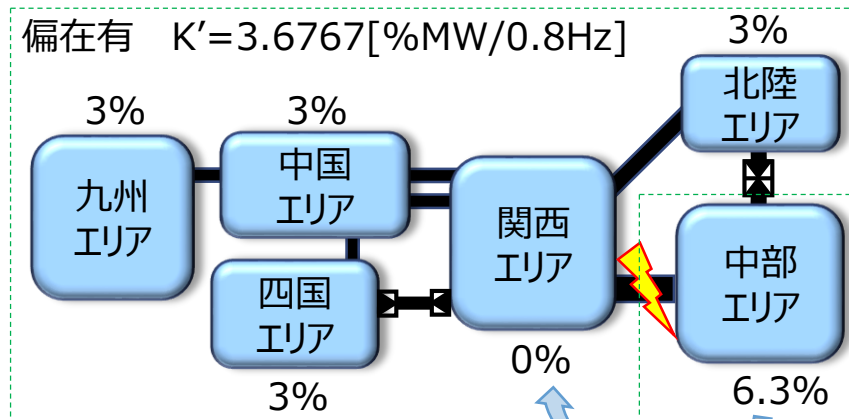 偏在有 K′=3.6767[%MW/0.8Hz]
3%
北陸
エリア
3%
3%
九州
エリア
中国
エリア
関西
エリア
中部
エリア
四国
エリア
0%
3%
6.3%